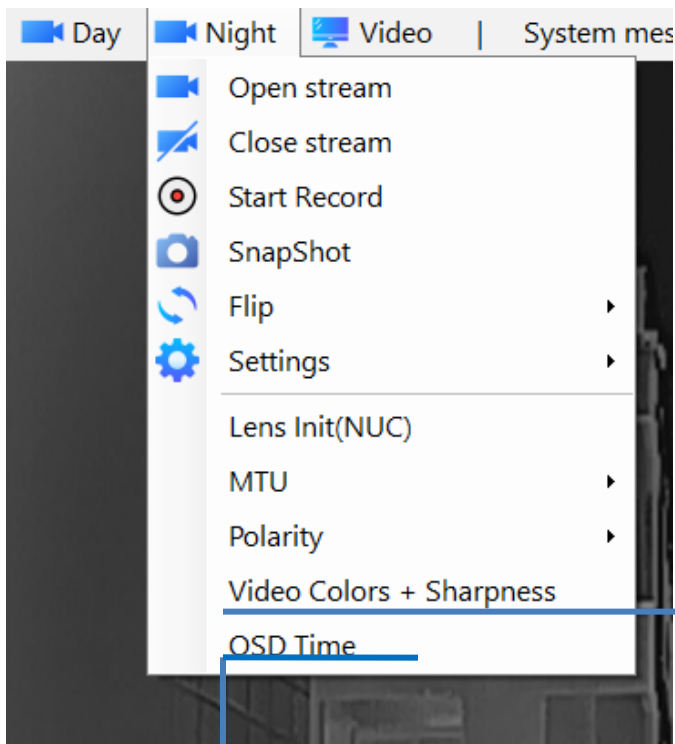 Day Night Video | System mes
Open stream
Close stream
Start Record
SnapShot
Flip
Settings
Lens Init(NUC)
MTU
Polarity
Video Colors + Sharpness
OSD Time